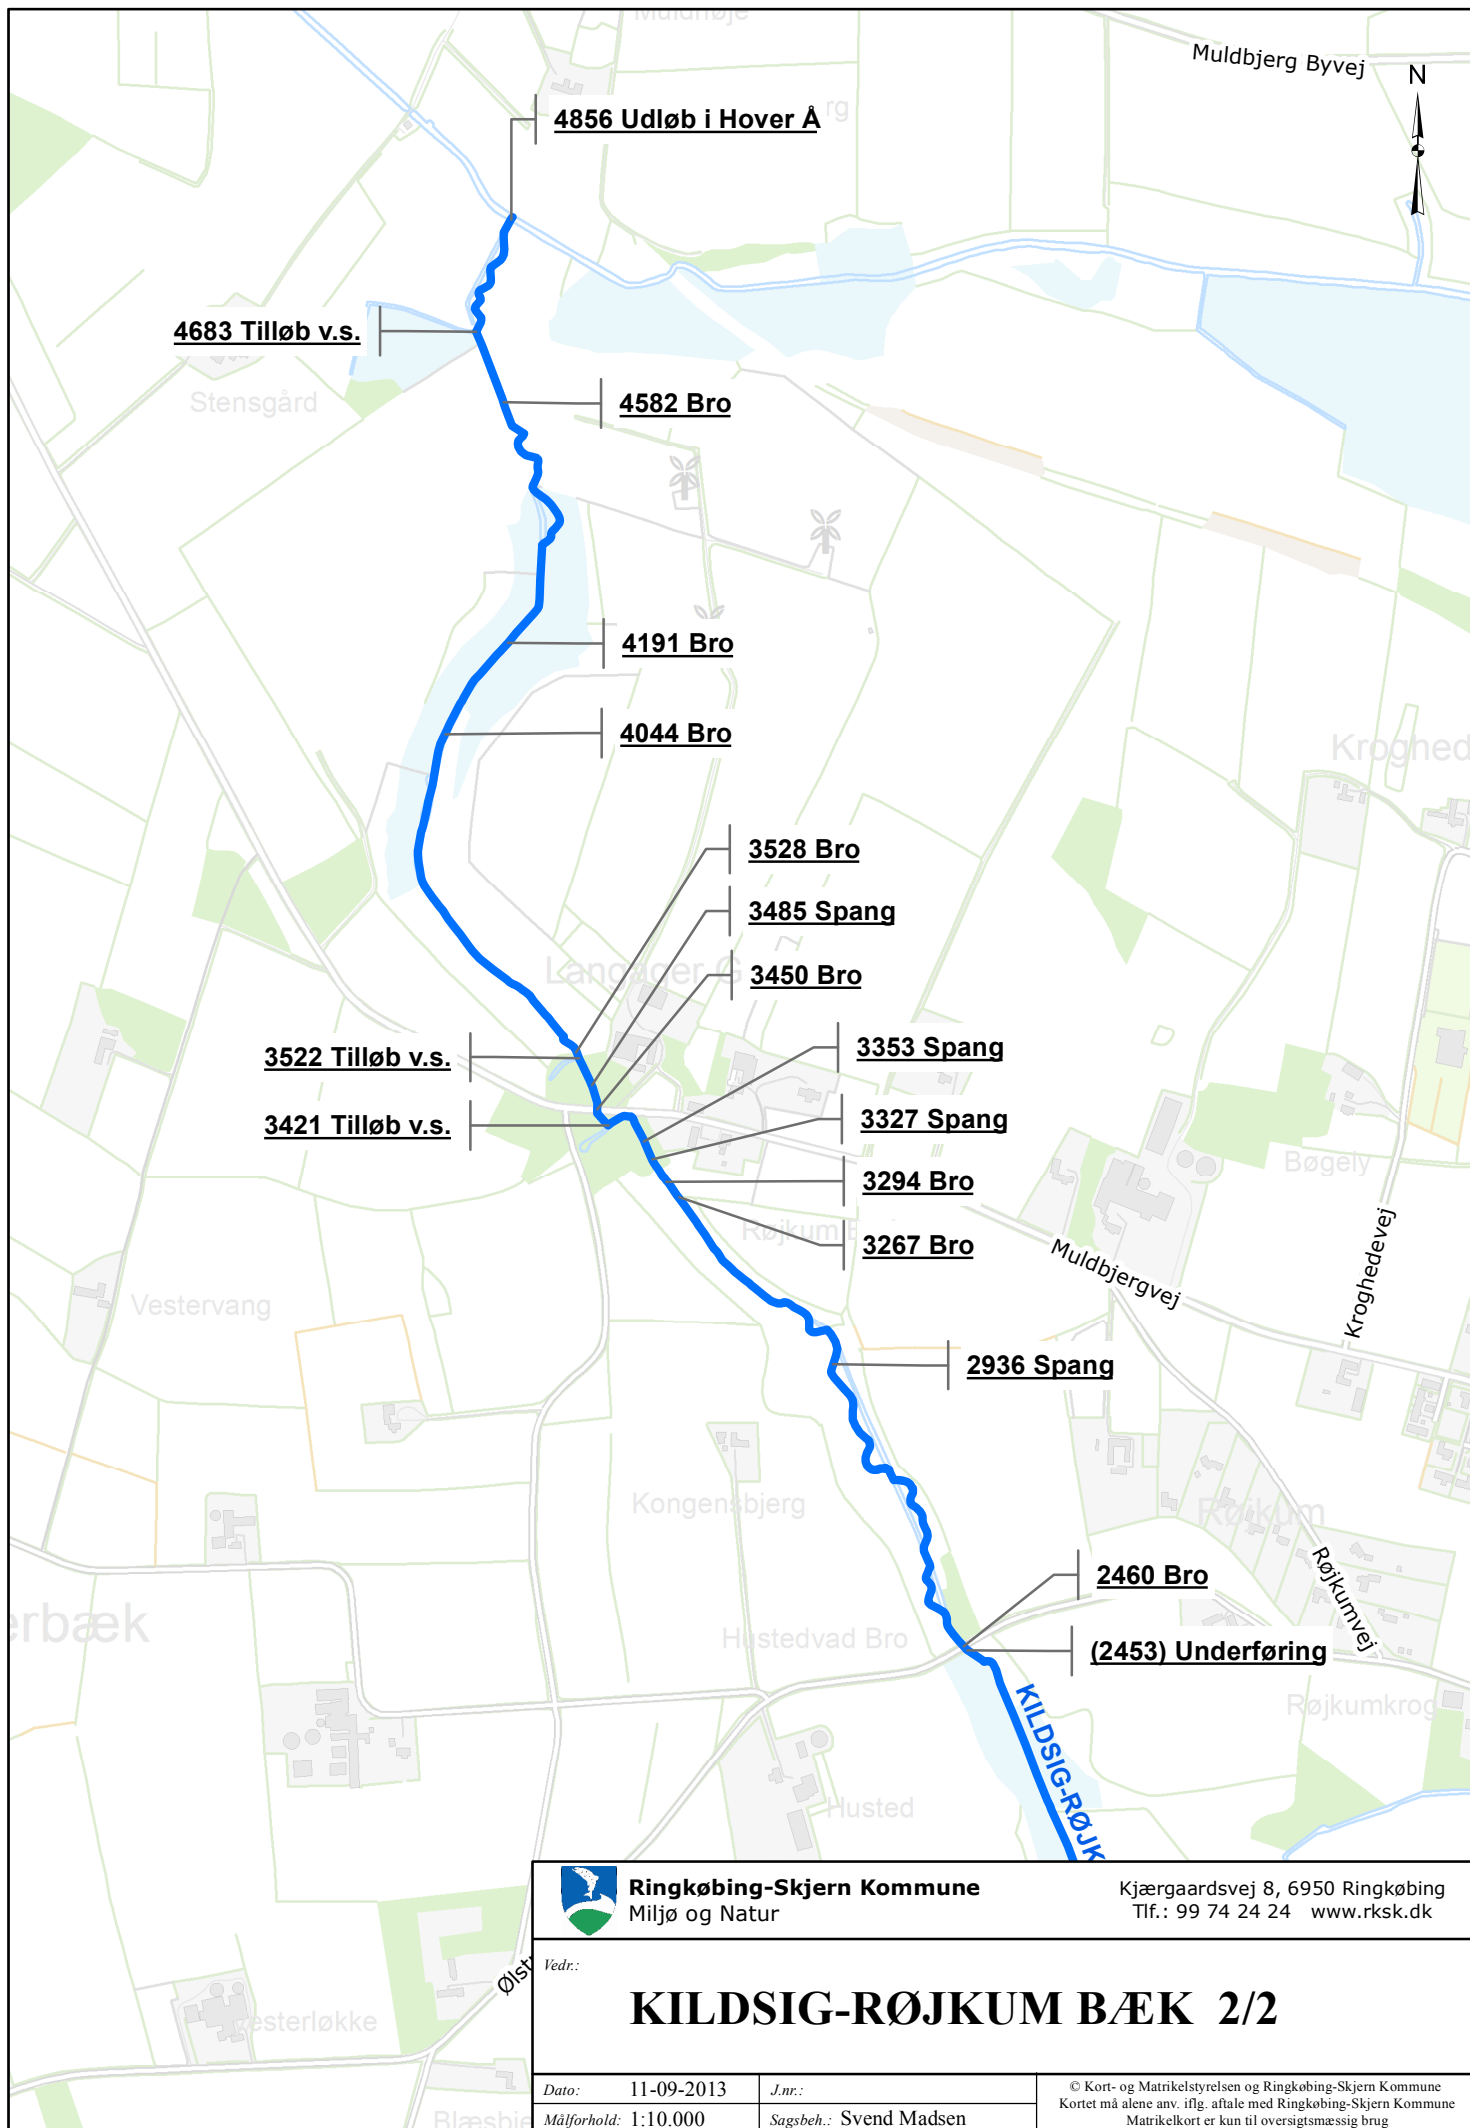 Muldbjerg Byvej
N
4856 Udløb i Hover Å
4683 Tilløb v.s.
Stensgård
4582 Bro
4191 Bro
4044 Bro
3528 Bro
3485 Spang
3450 Bro
3522 Tilløb v.s.
3353 Spang
3421 Tilløb v.s.
3327 Spang
Bøgely
3294 Bro
3267 Bro
Muldbjergvej
Kroghedevej
Vestervang
2936 Spang
Kongensbjerg
Røjkum
2460 Bro
Røjkumvej
erbæk
Hustedvad Bro
(2453) Underføring
KILDSIG-RØJK
Røjkumkrog
Husted
Ringkøbing-Skjern Kommune
Miljø og Natur
Kjærgaardsvej 8, 6950 Ringkøbing
Tlf.: 99 74 24 24 www.rksk.dk
Vedr.:
KILDSIG-RØJKUM BÆK 2/2
esterløkke
Dato: 11-09-2013
J.nr.:
Målforhold: 1:10.000
Sagsbeh.: Svend Madsen
© Kort- og Matrikelstyrelsen og Ringkøbing-Skjern Kommune
Kortet må alene anv. iflg. aftale med Ringkøbing-Skjern Kommune
Matrikelkort er kun til oversigtsmæssig brug